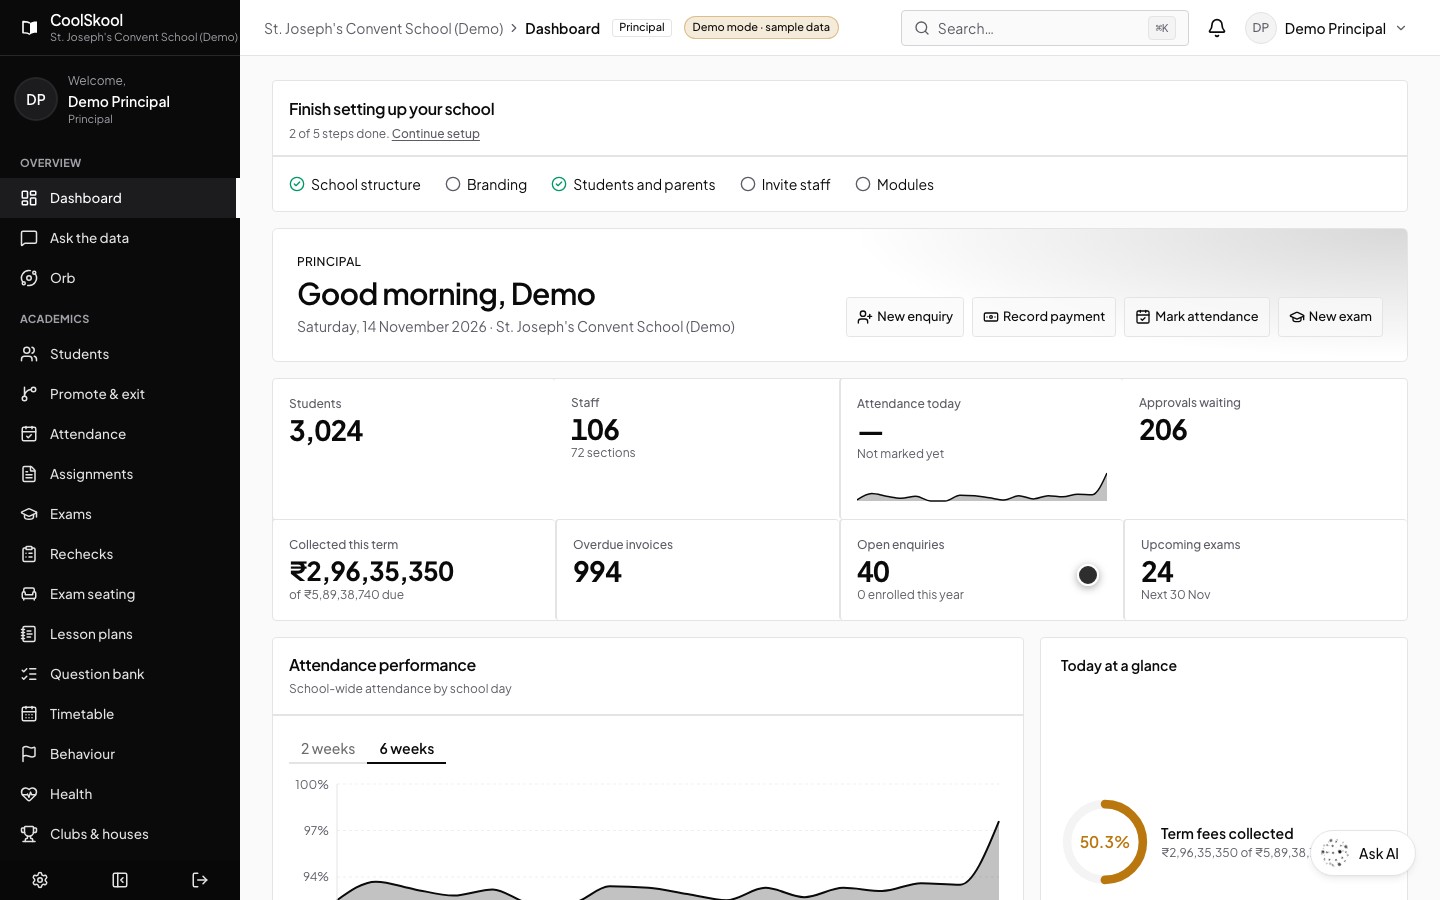 CoolSkool
St. Joseph's Convent School (Demo)
St. Joseph's Convent School (Demo) > Dashboard Principal Demo mode · sample data
Search... ⌘K
DP Demo Principal
DP
Welcome,
Demo Principal
Principal
OVERVIEW
Dashboard
Ask the data
Orb
ACADEMICS
Students
Promote & exit
Attendance
Assignments
Exams
Rechecks
Exam seating
Lesson plans
Question bank
Timetable
Behaviour
Health
Clubs & houses
Finish setting up your school
2 of 5 steps done. Continue setup
School structure Branding Students and parents Invite staff Modules
PRINCIPAL
Good morning, Demo
Saturday, 14 November 2026 · St. Joseph's Convent School (Demo)
New enquiry Record payment Mark attendance New exam
Students
3,024
Staff
106
72 sections
Attendance today
—
Not marked yet
Approvals waiting
206
Collected this term
₹2,96,35,350
of ₹5,89,38,740 due
Overdue invoices
994
Open enquiries
40
0 enrolled this year
Upcoming exams
24
Next 30 Nov
Attendance performance
School-wide attendance by school day
2 weeks 6 weeks
100%
97%
94%
Today at a glance
50.3%
Term fees collected
₹2,96,35,350 of ₹5,89,38,
Ask AI